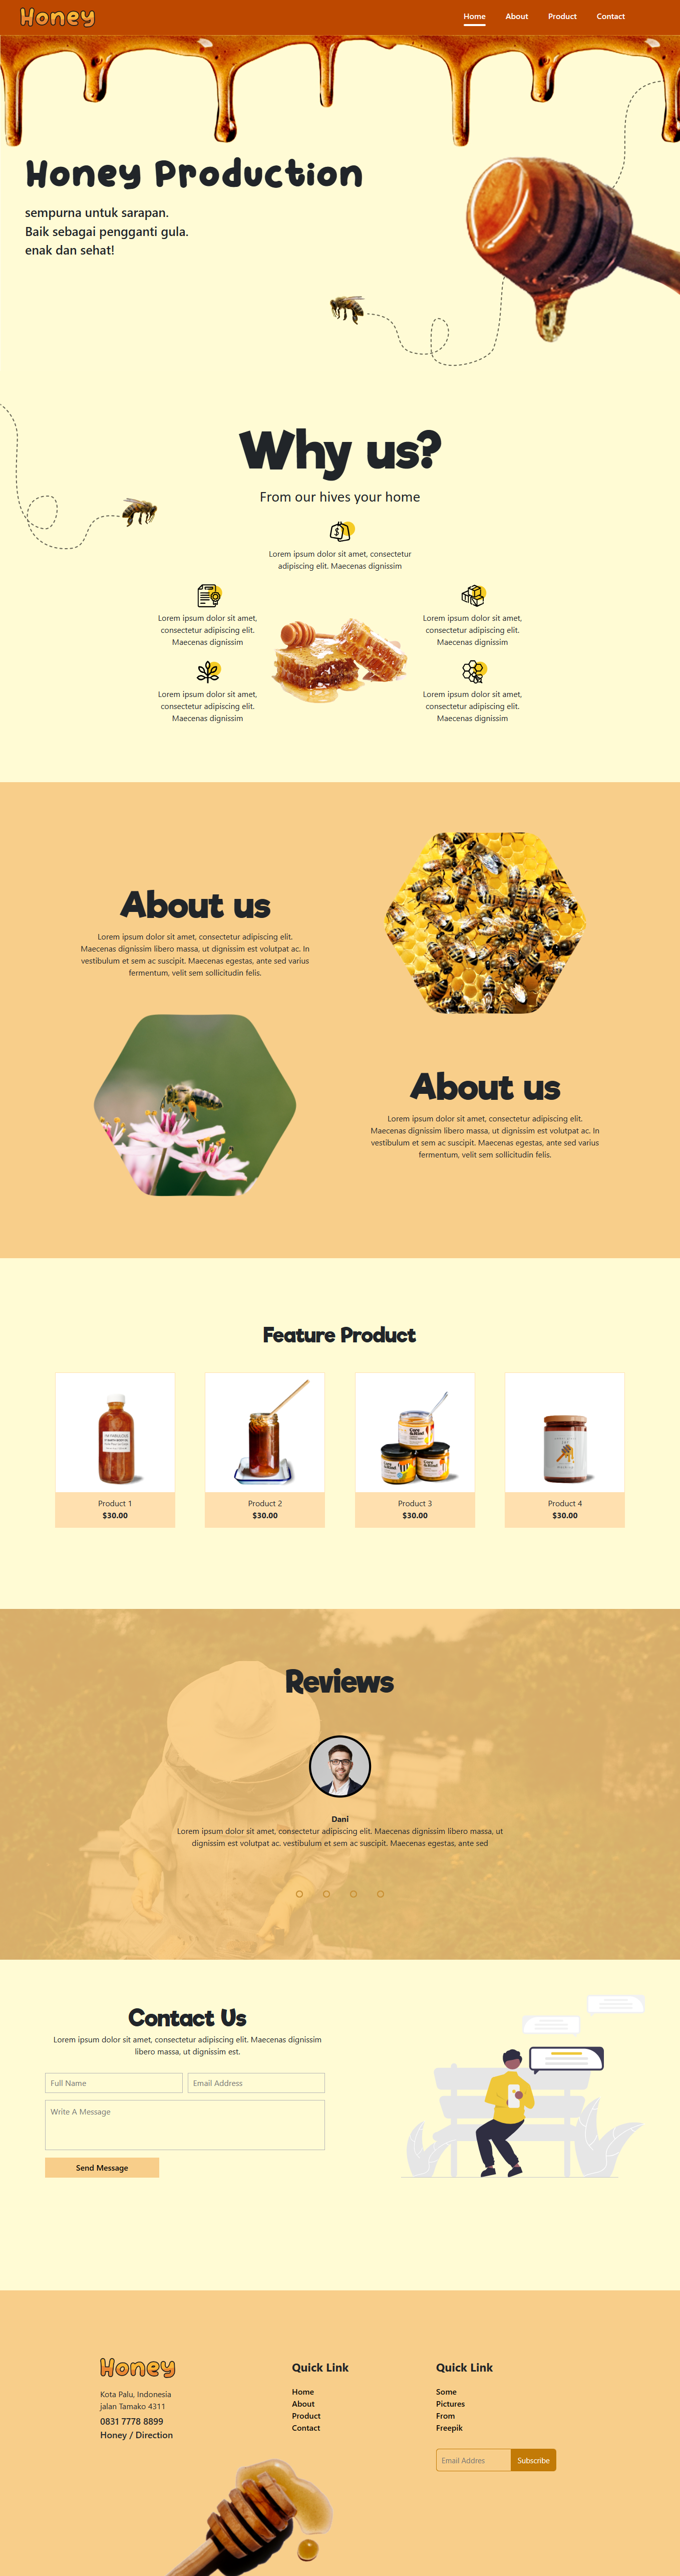 Honey
Home About Product Contact
Honey Production
sempurna untuk sarapan.
Baik sebagai pengganti gula.
enak dan sehat!
Why us?
From our hives your home
Lorem ipsum dolor sit amet, consectetur
adipiscing elit. Maecenas dignissim
Lorem ipsum dolor sit amet,
consectetur adipiscing elit.
Maecenas dignissim
Lorem ipsum dolor sit amet,
consectetur adipiscing elit.
Maecenas dignissim
Lorem ipsum dolor sit amet,
consectetur adipiscing elit.
Maecenas dignissim
Lorem ipsum dolor sit amet,
consectetur adipiscing elit.
Maecenas dignissim
About us
Lorem ipsum dolor sit amet, consectetur adipiscing elit.
Maecenas dignissim libero massa, ut dignissim est volutpat ac. In
vestibulum et sem ac suscipit. Maecenas egestas, ante sed varius
fermentum, velit sem sollicitudin felis.
About us
Lorem ipsum dolor sit amet, consectetur adipiscing elit.
Maecenas dignissim libero massa, ut dignissim est volutpat ac. In
vestibulum et sem ac suscipit. Maecenas egestas, ante sed varius
fermentum, velit sem sollicitudin felis.
Feature Product
Product 1
$30.00
Product 2
$30.00
Product 3
$30.00
Product 4
$30.00
Reviews
Dani
Lorem ipsum dolor sit amet, consectetur adipiscing elit. Maecenas dignissim libero massa, ut
dignissim est volutpat ac. vestibulum et sem ac suscipit. Maecenas egestas, ante sed
Contact Us
Lorem ipsum dolor sit amet, consectetur adipiscing elit. Maecenas dignissim
libero massa, ut dignissim est.
Full Name
Email Address
Write A Message
Send Message
Honey
Kota Palu, Indonesia
jalan Tamako 4311
0831 7778 8899
Honey / Direction
Quick Link
Home
About
Product
Contact
Quick Link
Some
Pictures
From
Freepik
Email Addres
Subscribe